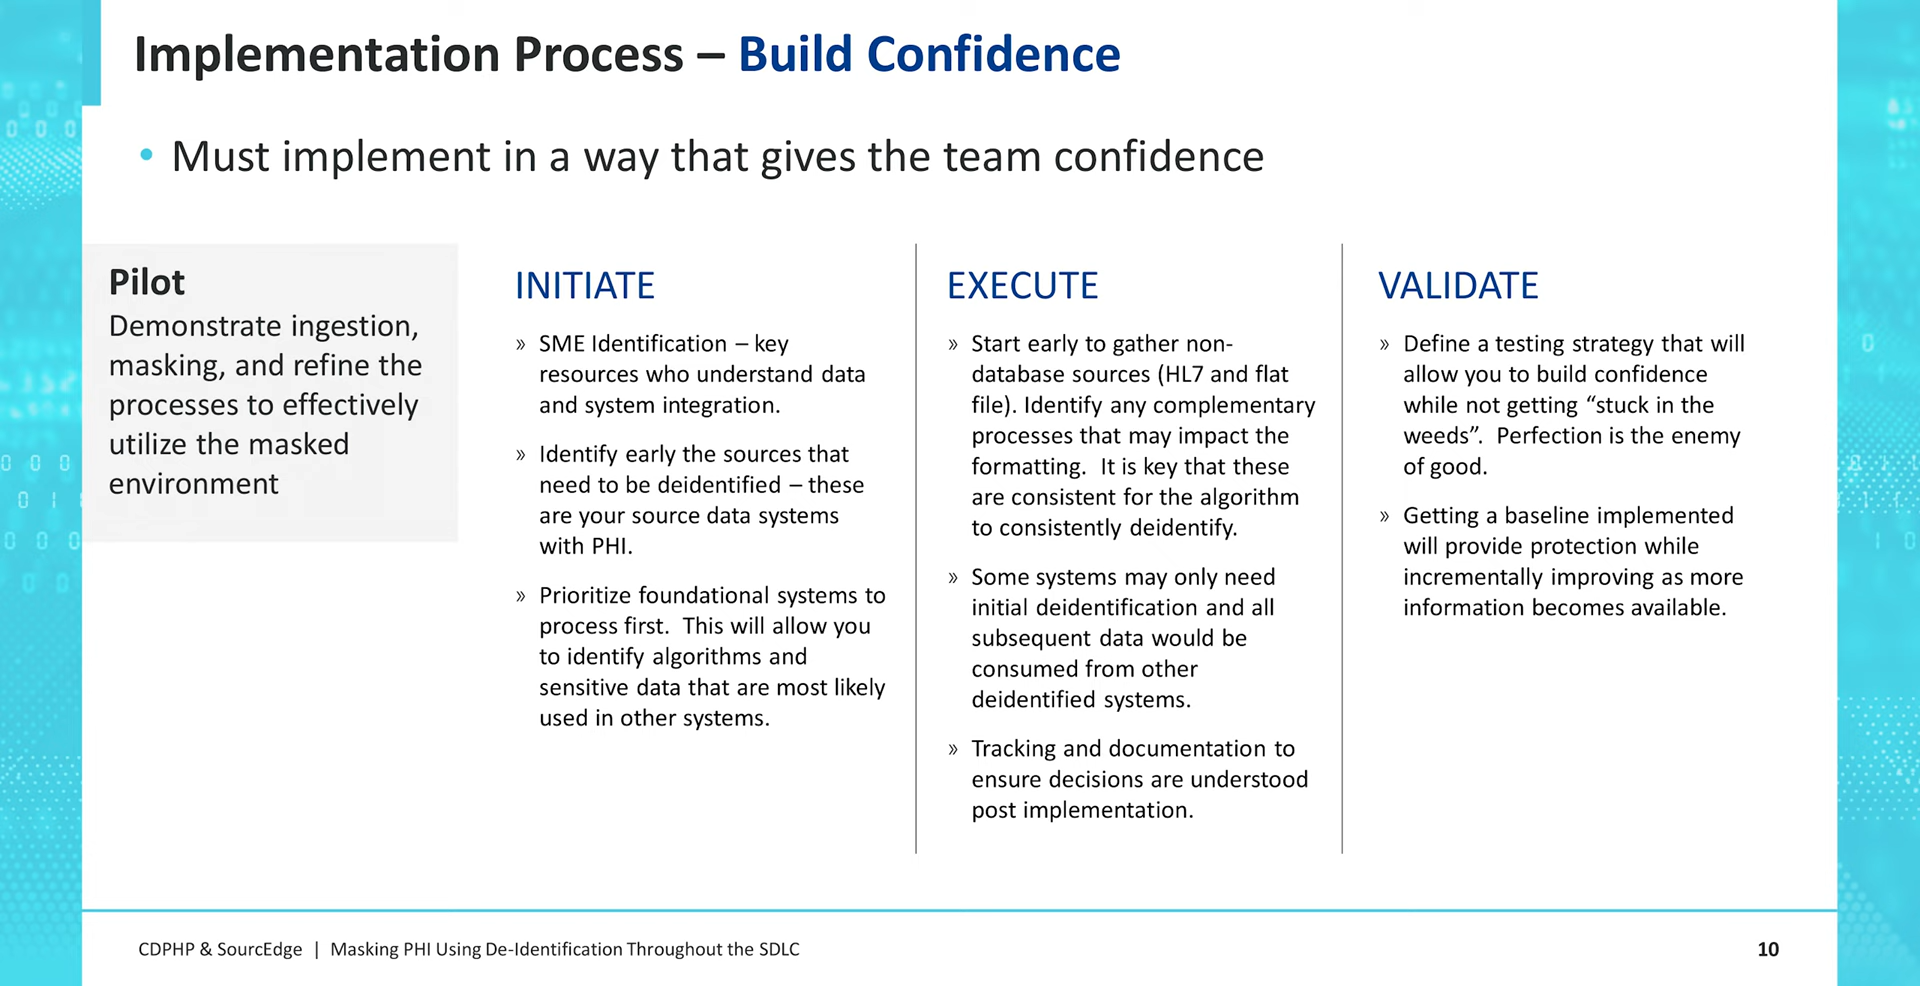 Implementation Process – Build Confidence
• Must implement in a way that gives the team confidence
Pilot
Demonstrate ingestion,
masking, and refine the
processes to effectively
utilize the masked
environment
INITIATE
» SME Identification – key
resources who understand data
and system integration.
» Identify early the sources that
need to be deidentified – these
are your source data systems
with PHI.
» Prioritize foundational systems to
process first.  This will allow you
to identify algorithms and
sensitive data that are most likely
used in other systems.
EXECUTE
» Start early to gather non-
database sources (HL7 and flat
file). Identify any complementary
processes that may impact the
formatting.  It is key that these
are consistent for the algorithm
to consistently deidentify.
» Some systems may only need
initial deidentification and all
subsequent data would be
consumed from other
deidentified systems.
» Tracking and documentation to
ensure decisions are understood
post implementation.
VALIDATE
» Define a testing strategy that will
allow you to build confidence
while not getting “stuck in the
weeds”.  Perfection is the enemy
of good.
» Getting a baseline implemented
will provide protection while
incrementally improving as more
information becomes available.
CDPHP & SourcEdge | Masking PHI Using De-Identification Throughout the SDLC
10